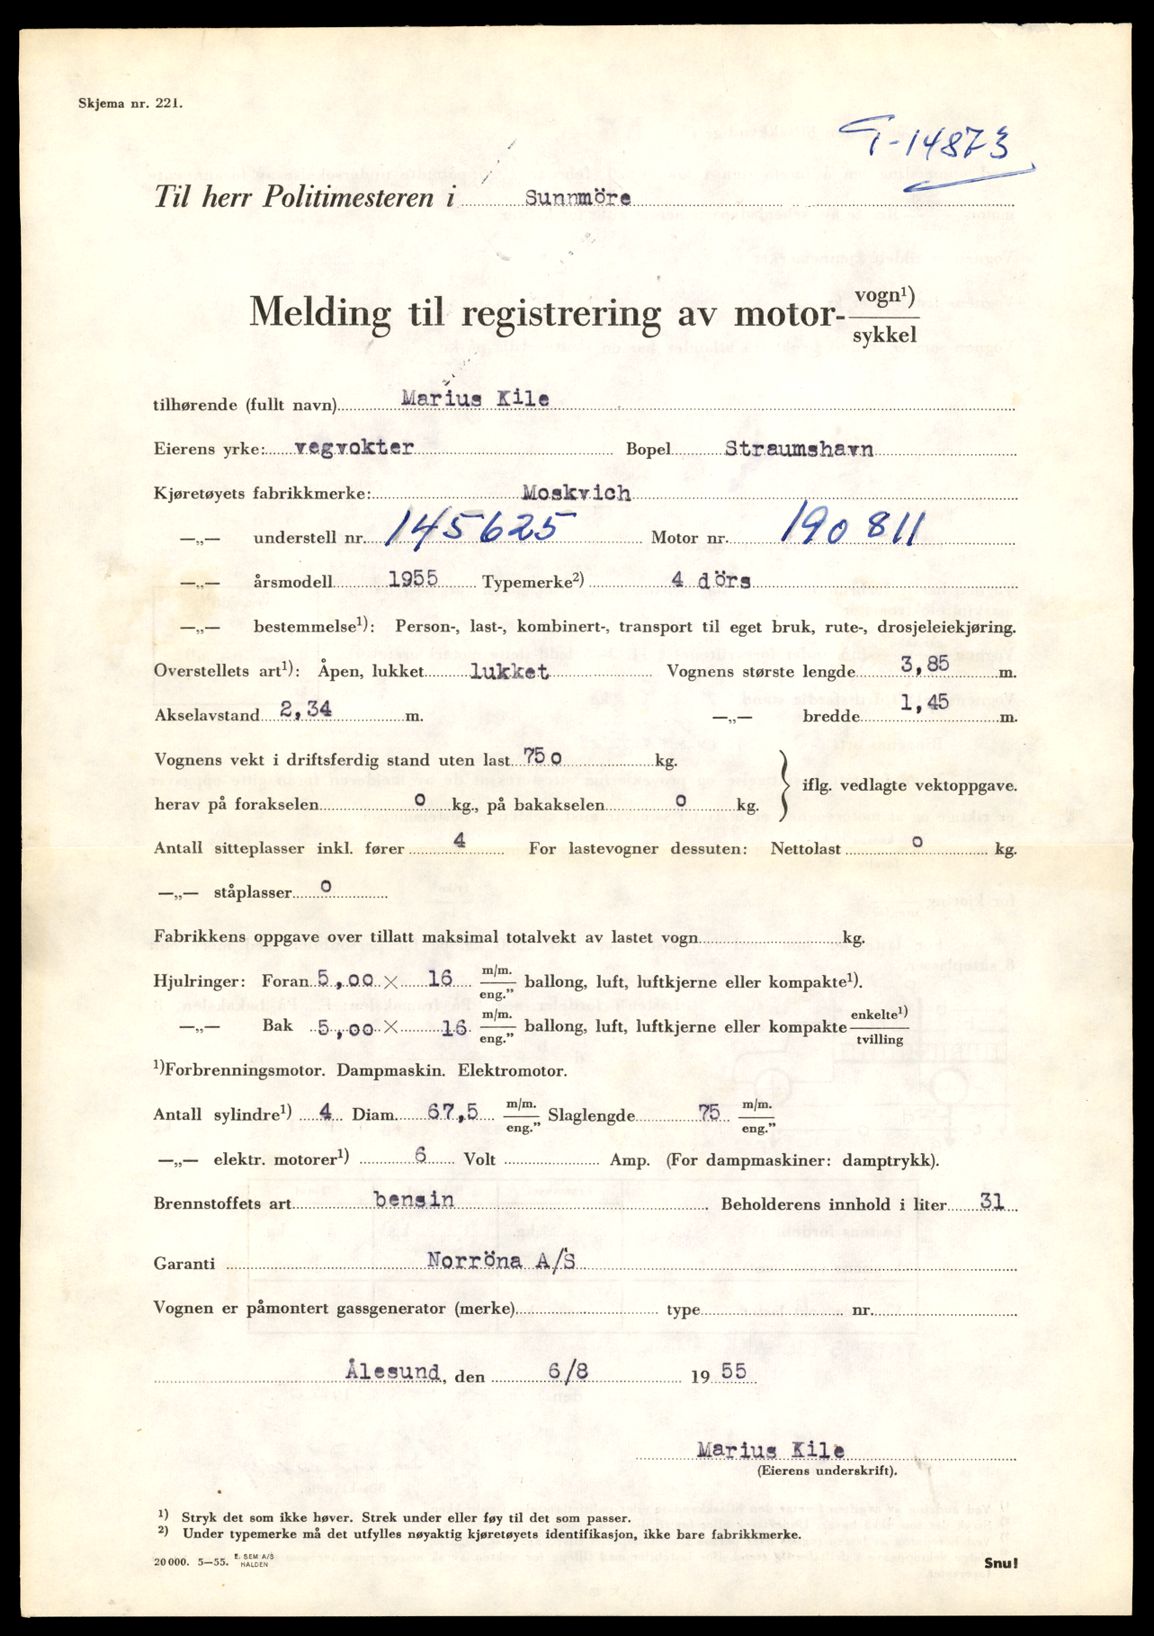 Skjema nr. 221.
T-14873
Til herr Politimesteren i Sunnmöre
Melding til registrering av motor- vogn¹) sykkel
tilhørende (fullt navn) Marius Kile
Eierens yrke: vegvokter Bopel Straumshavn
Kjøretøyets fabrikkmerke: Moskvich
—„— understell nr. 145625 Motor nr. 190811
—„— årsmodell 1955 Typemerke²) 4 dörs
—„— bestemmelse¹): Person-, last-, kombinert-, transport til eget bruk, rute-, drosjeleiekjøring.
Overstellets art¹): Åpen, lukket lukket Vognens største lengde 3,85 m.
Akselavstand 2,34 m. —„— bredde 1,45 m.
Vognens vekt i driftsferdig stand uten last 750 kg.
iflg. vedlagte vektoppgave.
herav på forakselen 0 kg., på bakakselen 0 kg.
Antall sitteplasser inkl. fører 4 For lastevogner dessuten: Nettolast 0 kg.
—„— ståplasser 0
Fabrikkens oppgave over tillatt maksimal totalvekt av lastet vogn kg.
Hjulringer: Foran 5,00 × 16 m/m. eng.” ballong, luft, luftkjerne eller kompakte¹).
—„— Bak 5,00 × 16 m/m. eng.” ballong, luft, luftkjerne eller kompakte enkelte¹) tvilling
¹)Forbrenningsmotor. Dampmaskin. Elektromotor.
Antall sylindre¹) 4 Diam. 67,5 m/m. eng.” Slaglengde 75 m/m. eng.”
—„— elektr. motorer¹) 6 Volt Amp. (For dampmaskiner: damptrykk).
Brennstoffets art bensin Beholderens innhold i liter 31
Garanti Norröna A/S
Vognen er påmontert gassgenerator (merke) type nr.
Ålesund, den 6/8 19 55
Marius Kile
(Eierens underskrift).
¹) Stryk det som ikke høver. Strek under eller føy til det som passer.
²) Under typemerke må det utfylles nøyaktig kjøretøyets identifikasjon, ikke bare fabrikkmerke.
20000. 5—55. E. SEM A/S HALDEN
Snu!